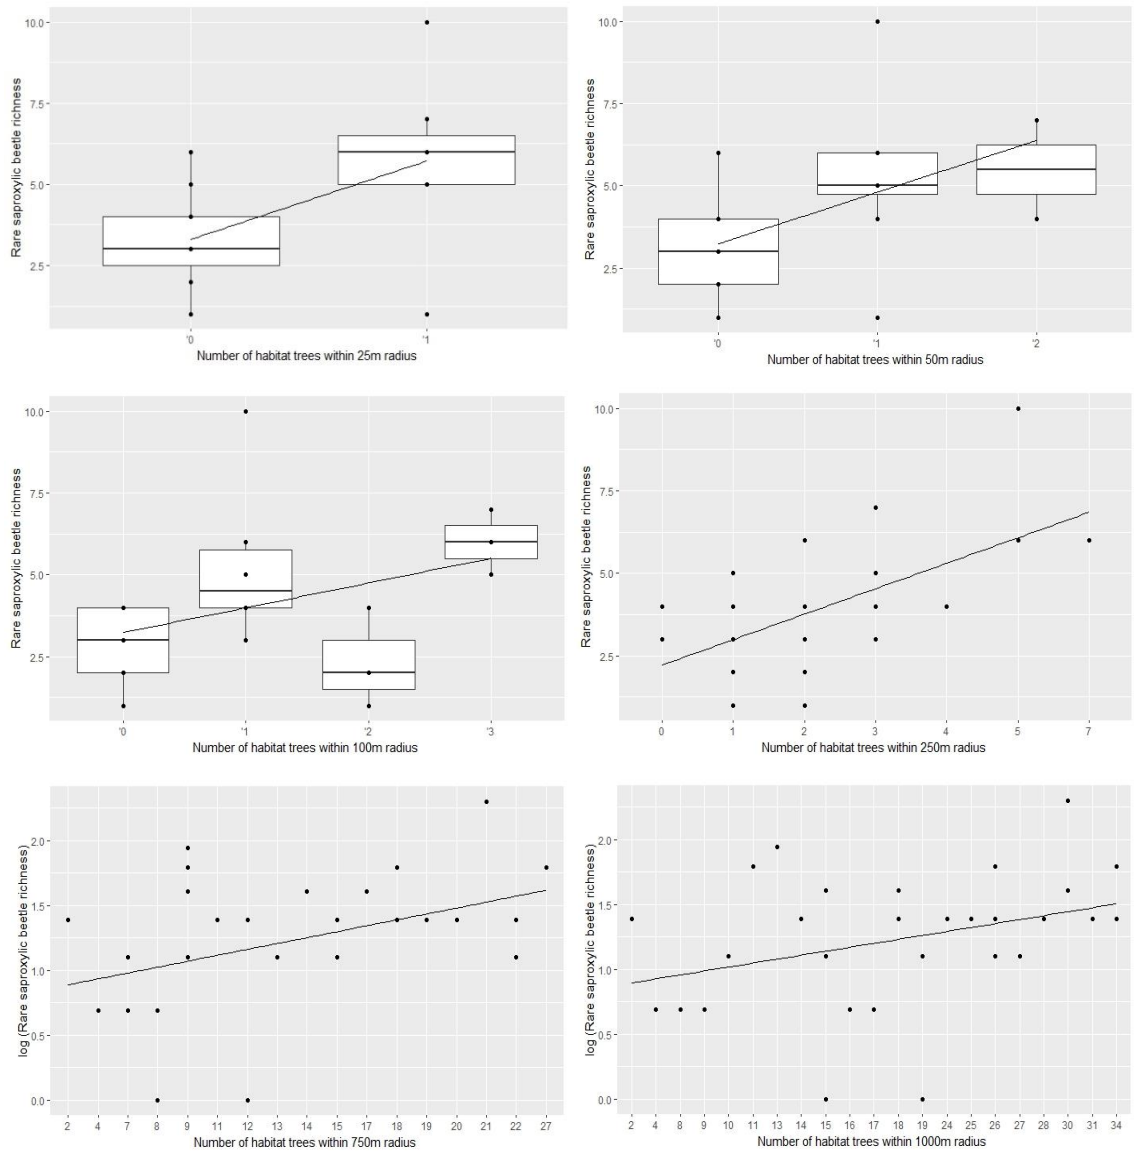 10.0
7.5
5.0
2.5
Rare saproxylic beetle richness
'0 '1
Number of habitat trees within 25m radius
10.0
7.5
5.0
2.5
Rare saproxylic beetle richness
'0 '1 '2
Number of habitat trees within 50m radius
10.0
7.5
5.0
2.5
Rare saproxylic beetle richness
'0 '1 '2 '3
Number of habitat trees within 100m radius
10.0
7.5
5.0
2.5
Rare saproxylic beetle richness
0 1 2 3 4 5 7
Number of habitat trees within 250m radius
2.0
1.5
1.0
0.5
0.0
log (Rare saproxylic beetle richness)
2 4 7 8 9 11 12 13 14 15 17 18 19 20 21 22 27
Number of habitat trees within 750m radius
2.0
1.5
1.0
0.5
0.0
log (Rare saproxylic beetle richness)
2 4 8 9 10 11 13 14 15 16 17 18 19 24 25 26 27 28 30 31 34
Number of habitat trees within 1000m radius